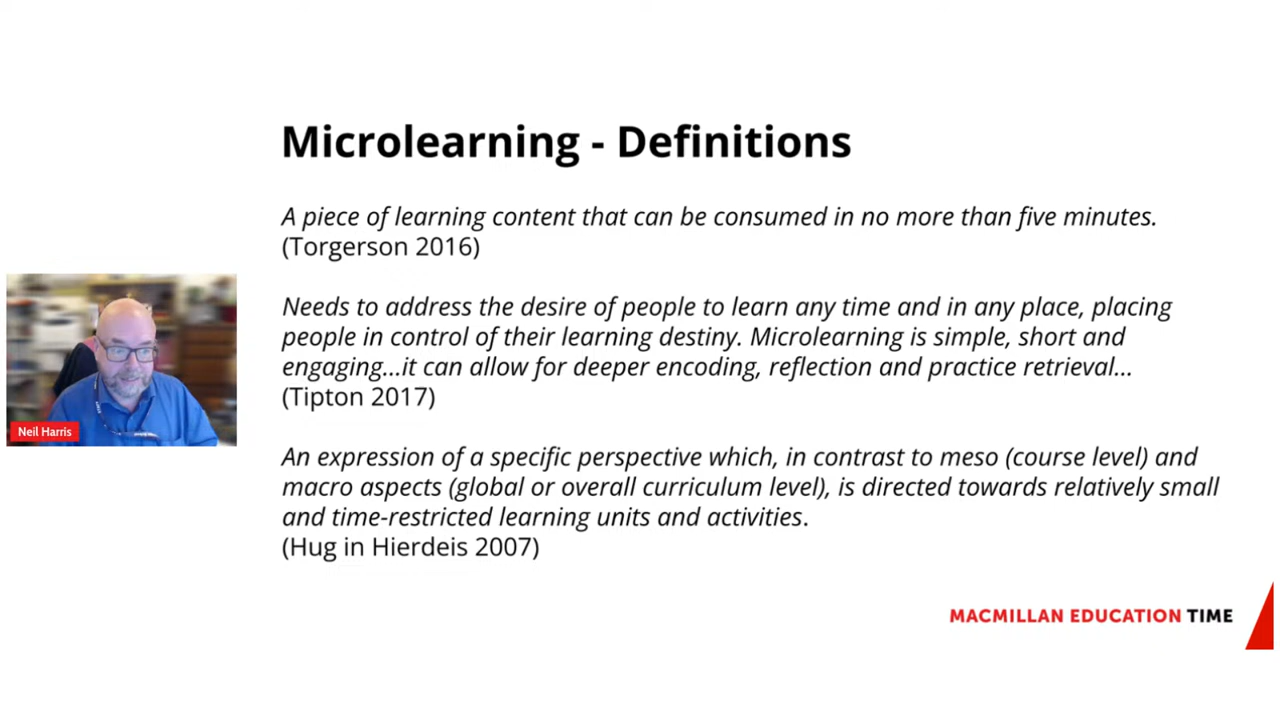 Microlearning - Definitions
A piece of learning content that can be consumed in no more than five minutes.
(Torgerson 2016)
Needs to address the desire of people to learn any time and in any place, placing
people in control of their learning destiny. Microlearning is simple, short and
engaging...it can allow for deeper encoding, reflection and practice retrieval...
(Tipton 2017)
Neil Harris
An expression of a specific perspective which, in contrast to meso (course level) and
macro aspects (global or overall curriculum level), is directed towards relatively small
and time-restricted learning units and activities.
(Hug in Hierdeis 2007)
MACMILLAN EDUCATION TIME